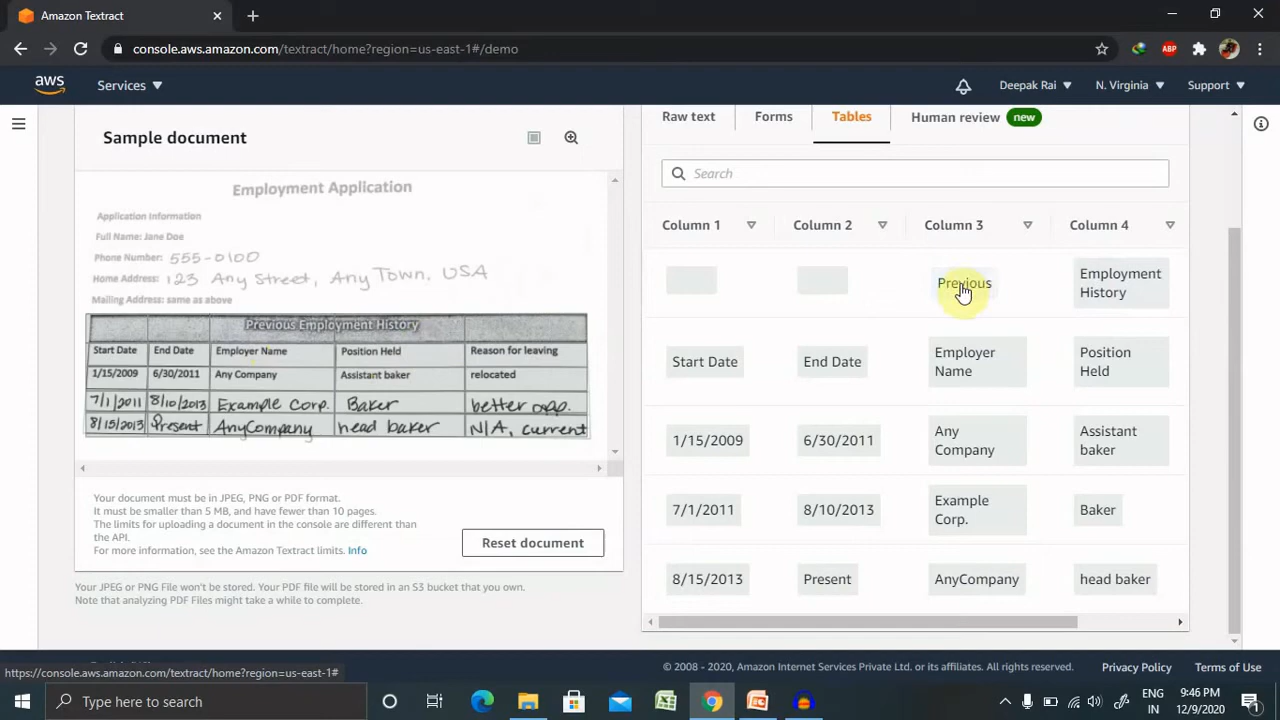 Amazon Textract
console.aws.amazon.com/textract/home?region=us-east-1#/demo
ABP
aws
Services
Deepak Rai
N. Virginia
Support
Sample document
Raw text
Forms
Tables
Human review new
Search
Employment Application
Application Information
Full Name: Jane Doe
Phone Number: 555-0100
Home Address: 123 Any Street, Any Town. USA
Mailing Address: same as above
Previous Employment History
Start Date End Date Employer Name Position Held Reason for leaving
1/15/2009 6/30/2011 Any Company Assistant baker relocated
7/1/2011 8/10/2013 Example Corp. Baker better opp.
8/15/2013 Present AnyCompany head baker N/A, current
Your document must be in JPEG, PNG or PDF format.
It must be smaller than 5 MB, and have fewer than 10 pages.
The limits for uploading a document in the console are different than
the API.
For more information, see the Amazon Textract limits. Info
Reset document
Your JPEG or PNG File won't be stored. Your PDF file will be stored in an S3 bucket that you own.
Note that analyzing PDF Files might take a while to complete.
Column 1 Column 2 Column 3 Column 4
Previous
Employment
History
Start Date
End Date
Employer
Name
Position
Held
1/15/2009
6/30/2011
Any
Company
Assistant
baker
7/1/2011
8/10/2013
Example
Corp.
Baker
8/15/2013
Present
AnyCompany
head baker
https://console.aws.amazon.com/textract/home?region=us-east-1#
© 2008 - 2020, Amazon Internet Services Private Ltd. or its affiliates. All rights reserved.
Privacy Policy
Terms of Use
Type here to search
ENG
IN
9:46 PM
12/9/2020
1